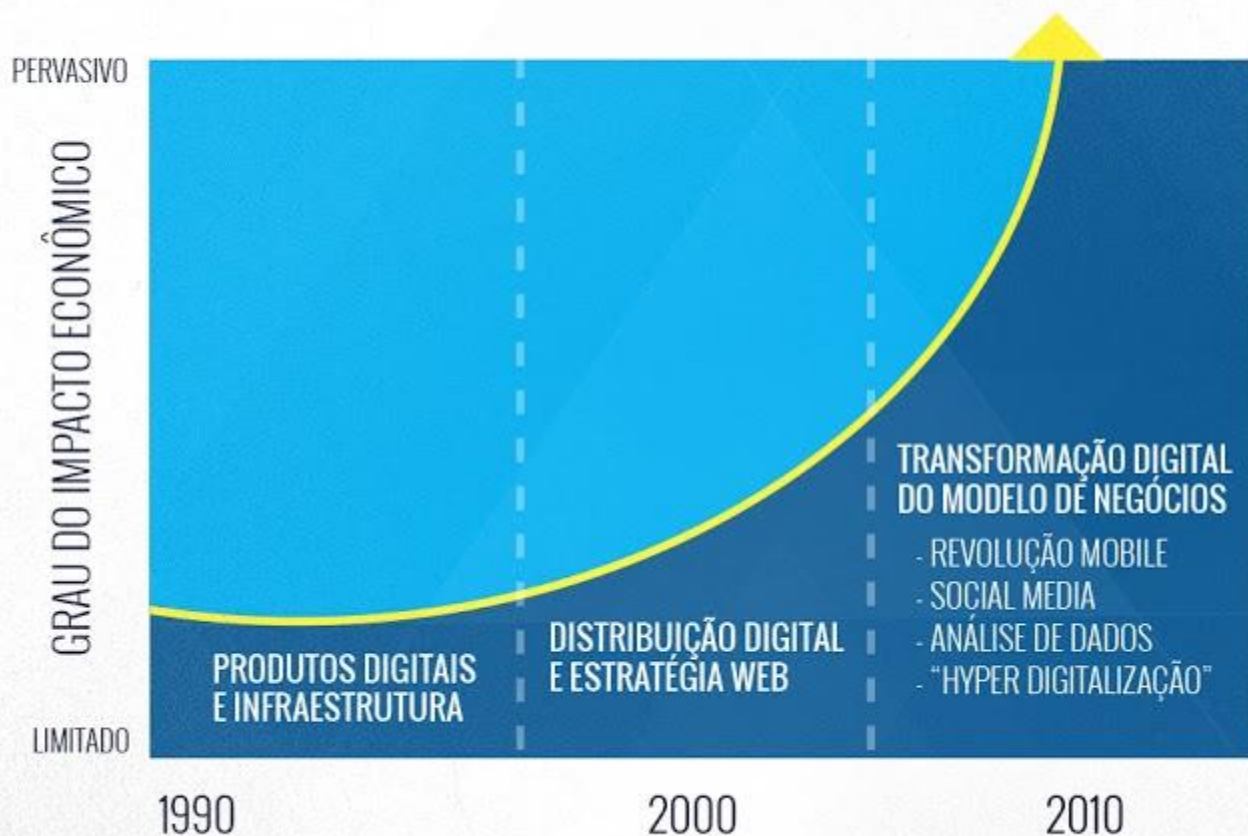 PERVASIVO
GRAU DO IMPACTO ECONÔMICO
LIMITADO
PRODUTOS DIGITAIS
E INFRAESTRUTURA
DISTRIBUIÇÃO DIGITAL
E ESTRATÉGIA WEB
TRANSFORMAÇÃO DIGITAL
DO MODELO DE NEGÓCIOS
- REVOLUÇÃO MOBILE
- SOCIAL MEDIA
- ANÁLISE DE DADOS
- “HYPER DIGITALIZAÇÃO”
1990
2000
2010